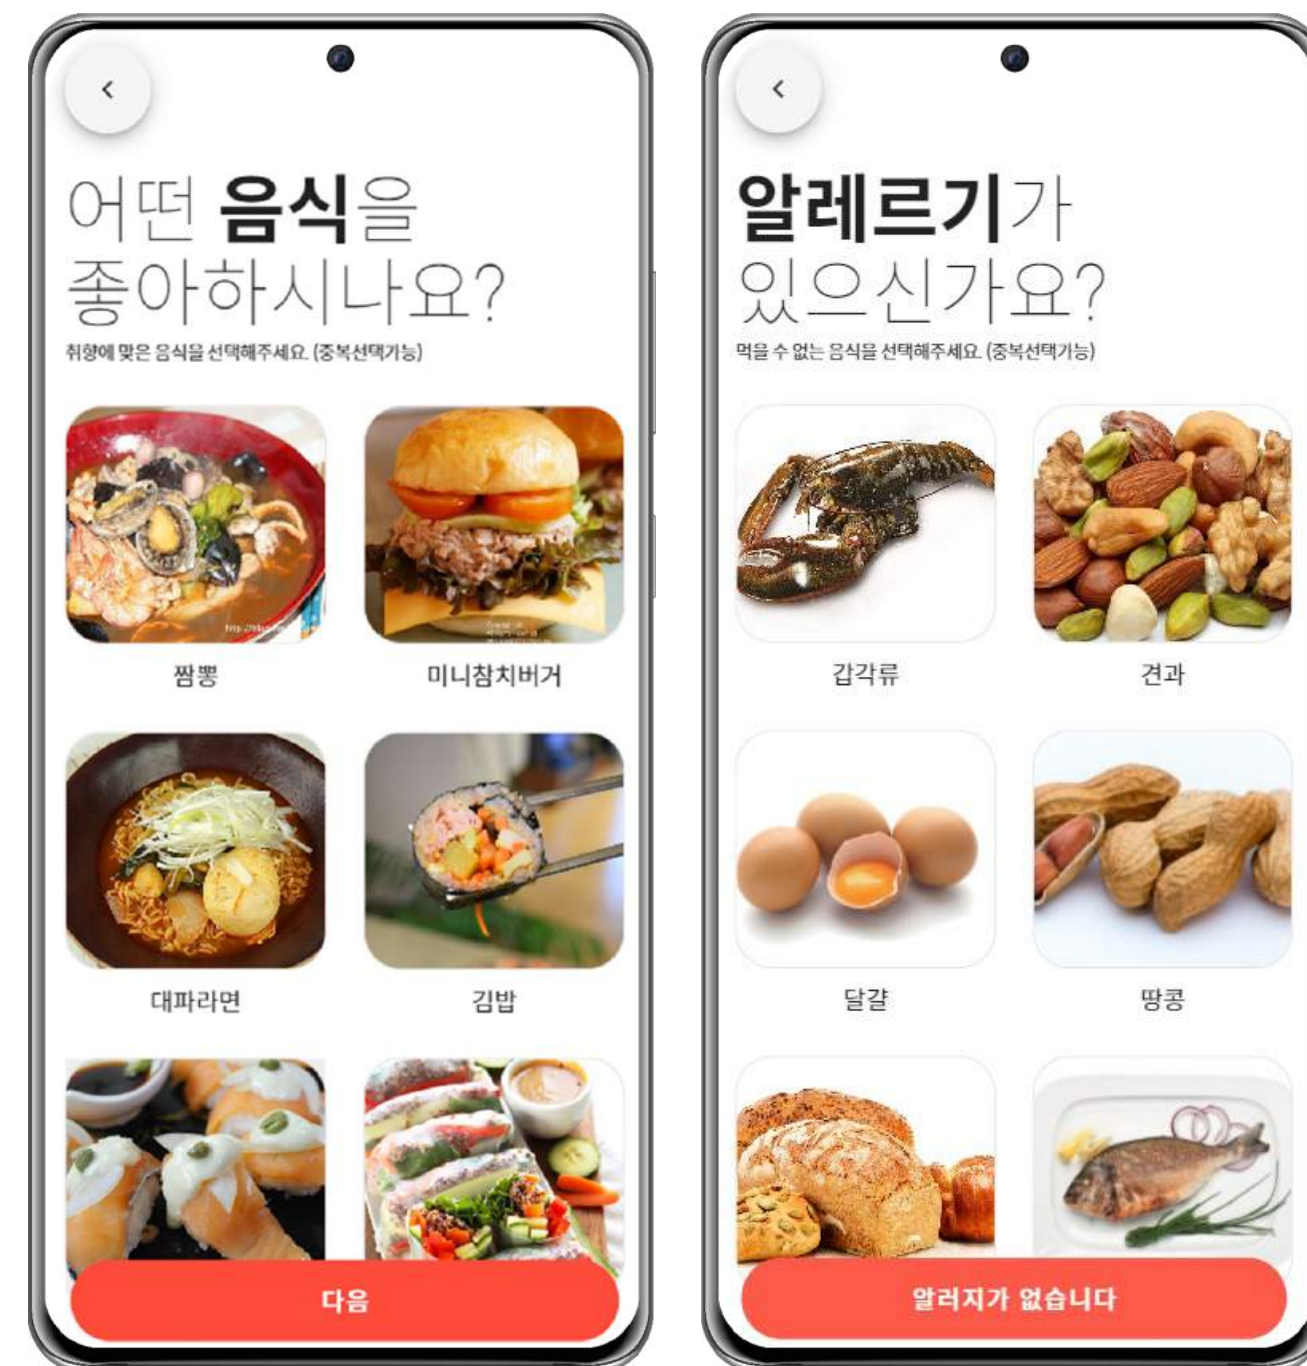 어떤 음식을
좋아하시나요?
취향에 맞은 음식을 선택해주세요. (중복선택가능)
짬뽕
미니참치버거
대파라면
김밥
다음
알레르기가
있으신가요?
먹을 수 없는 음식을 선택해주세요. (중복선택가능)
갑각류
견과
달걀
땅콩
알러지가 없습니다